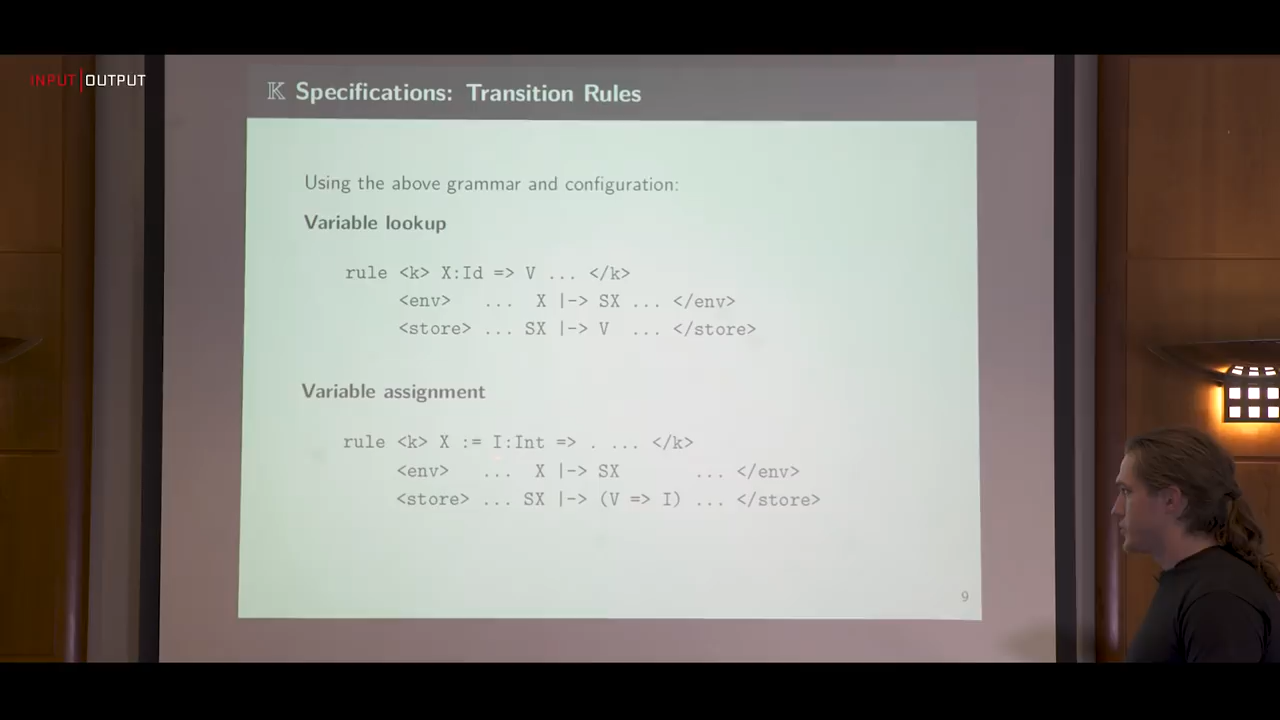 INPUT|OUTPUT
𝕂 Specifications: Transition Rules
Using the above grammar and configuration:
Variable lookup
rule <k> X:Id => V ... </k>
<env> ... X |-> SX ... </env>
<store> ... SX |-> V ... </store>
Variable assignment
rule <k> X := I:Int => . ... </k>
<env> ... X |-> SX ... </env>
<store> ... SX |-> (V => I) ... </store>
9